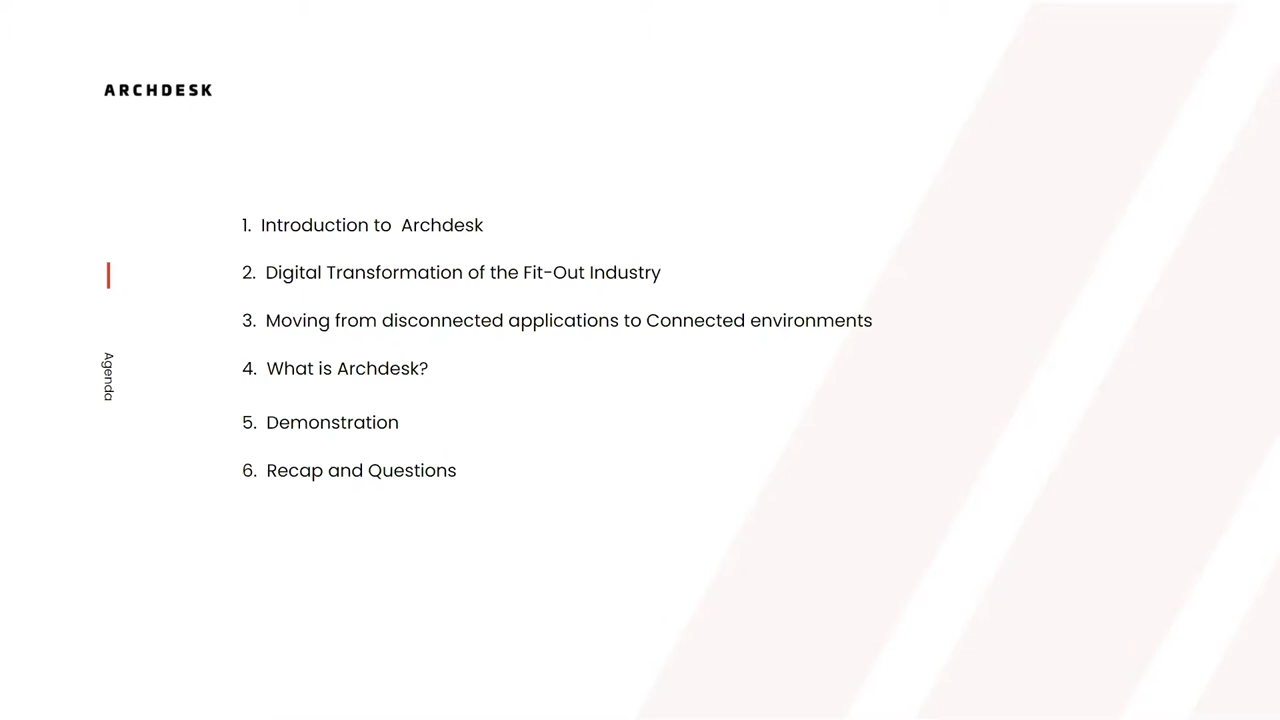 ARCHDESK
1. Introduction to Archdesk
2. Digital Transformation of the Fit-Out Industry
3. Moving from disconnected applications to Connected environments
4. What is Archdesk?
5. Demonstration
6. Recap and Questions
Agenda